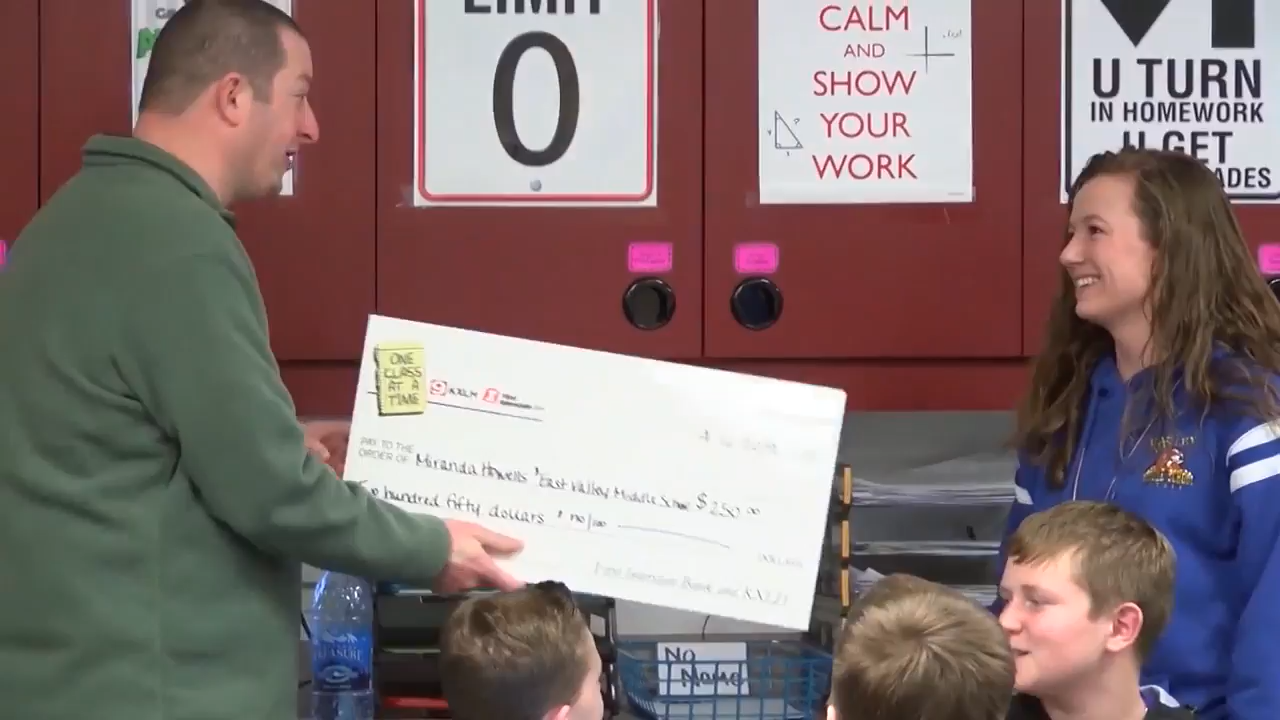 LIMIT
0
CALM
AND
SHOW
YOUR
WORK
U TURN
IN HOMEWORK
U GET
ADES
ONE
CLASS
AT A
TIME
9 KXLH
PAY TO THE
ORDER OF Miranda Howells East Valley Middle School $250.00
Two hundred fifty dollars & no/100
DOLLARS
First Interstate Bank and KXLH
No
Name